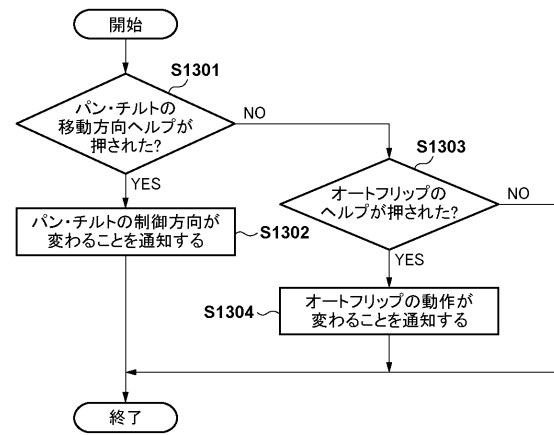 開始
S1301
パン・チルトの
移動方向ヘルプが
押された?
NO
YES
S1303
オートフリップの
ヘルプが押された?
NO
YES
パン・チルトの制御方向が
変わることを通知する
S1302
S1304
オートフリップの動作が
変わることを通知する
終了